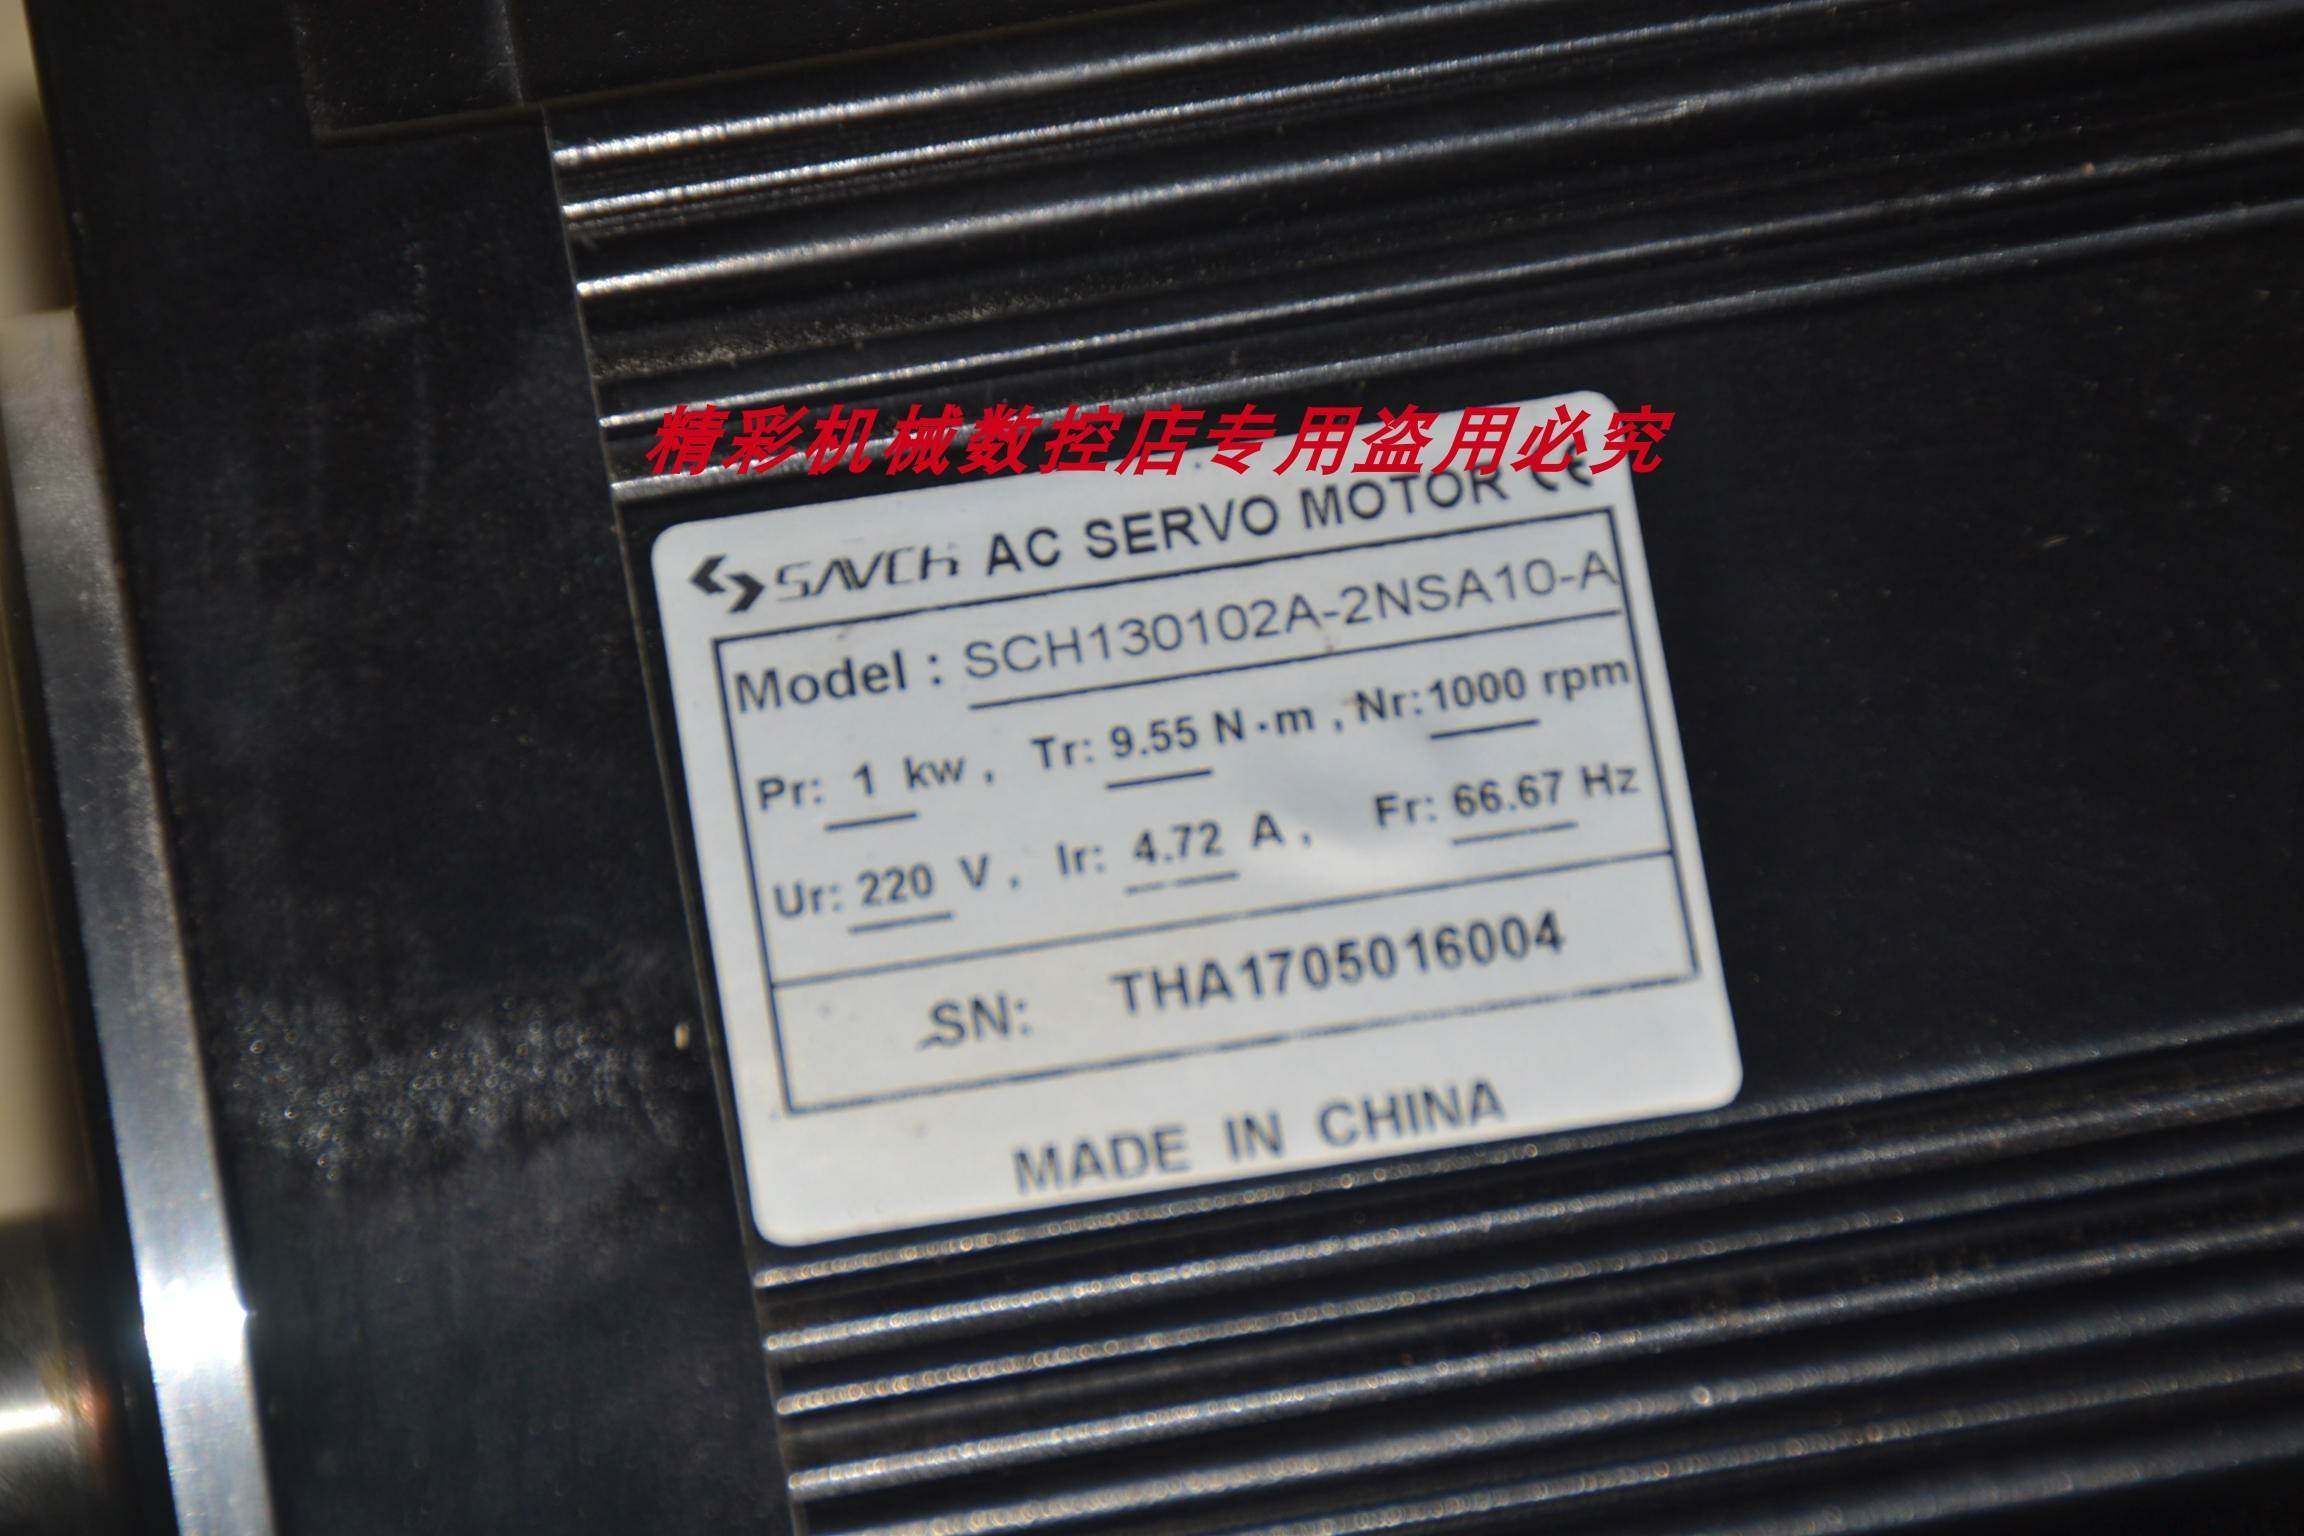 精彩机械数控店专用盗用必究
SAVCH AC SERVO MOTOR CE
Model : SCH130102A-2NSA10-A
Pr: 1 kw , Tr: 9.55 N·m , Nr:1000 rpm
Ur: 220 V , Ir: 4.72 A , Fr: 66.67 Hz
SN: THA1705016004
MADE IN CHINA